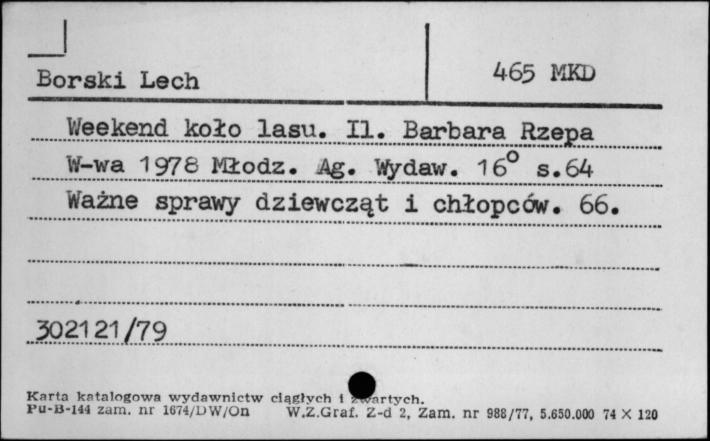 Borski Lech 465 MKD
Weekend koło lasu. Il. Barbara Rzepa
W-wa 1978 Młodz. Ag. Wydaw. 16° s.64
Ważne sprawy dziewcząt i chłopców. 66.
302121/79
Karta katalogowa wydawnictw ciągłych i zwartych.
Pu-B-144 zam. nr 1674/DW/On W.Z.Graf. Z-d 2, Zam. nr 988/77, 5.650.000 74 × 120